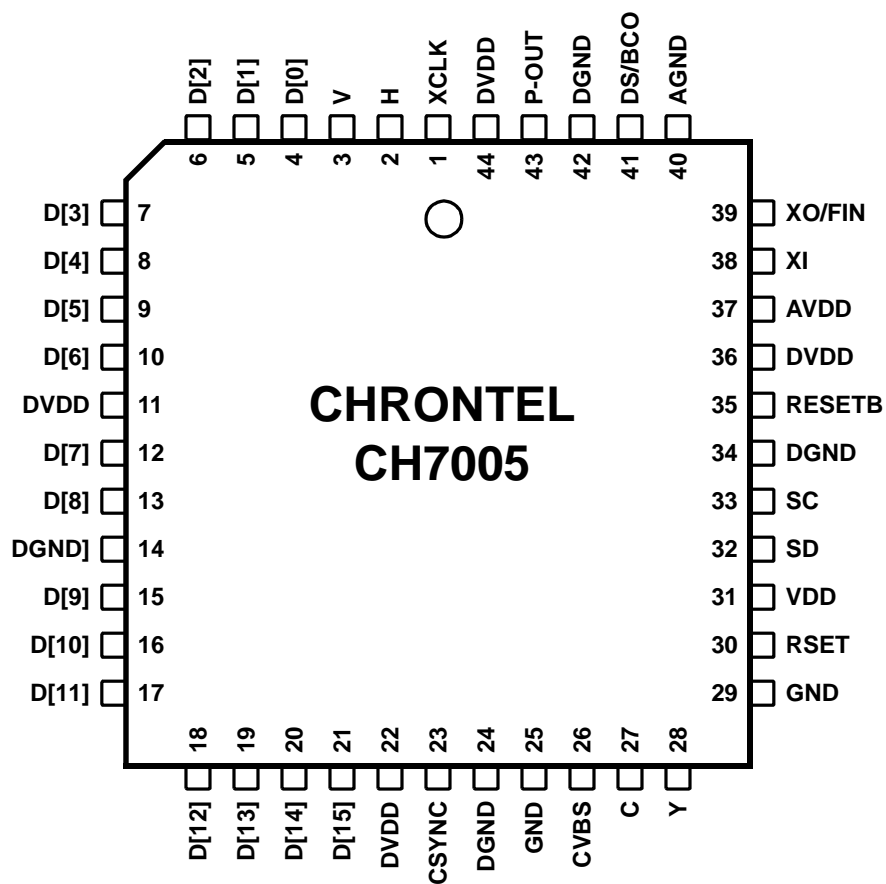 D[2]
D[1]
D[0]
V
H
XCLK
DVDD
P-OUT
DGND
DS/BCO
AGND
6
5
4
3
2
1
44
43
42
41
40
D[3] 7
D[4] 8
D[5] 9
D[6] 10
DVDD 11
D[7] 12
D[8] 13
DGND] 14
D[9] 15
D[10] 16
D[11] 17
CHRONTEL
CH7005
39 XO/FIN
38 XI
37 AVDD
36 DVDD
35 RESETB
34 DGND
33 SC
32 SD
31 VDD
30 RSET
29 GND
18
19
20
21
22
23
24
25
26
27
28
D[12]
D[13]
D[14]
D[15]
DVDD
CSYNC
DGND
GND
CVBS
C
Y